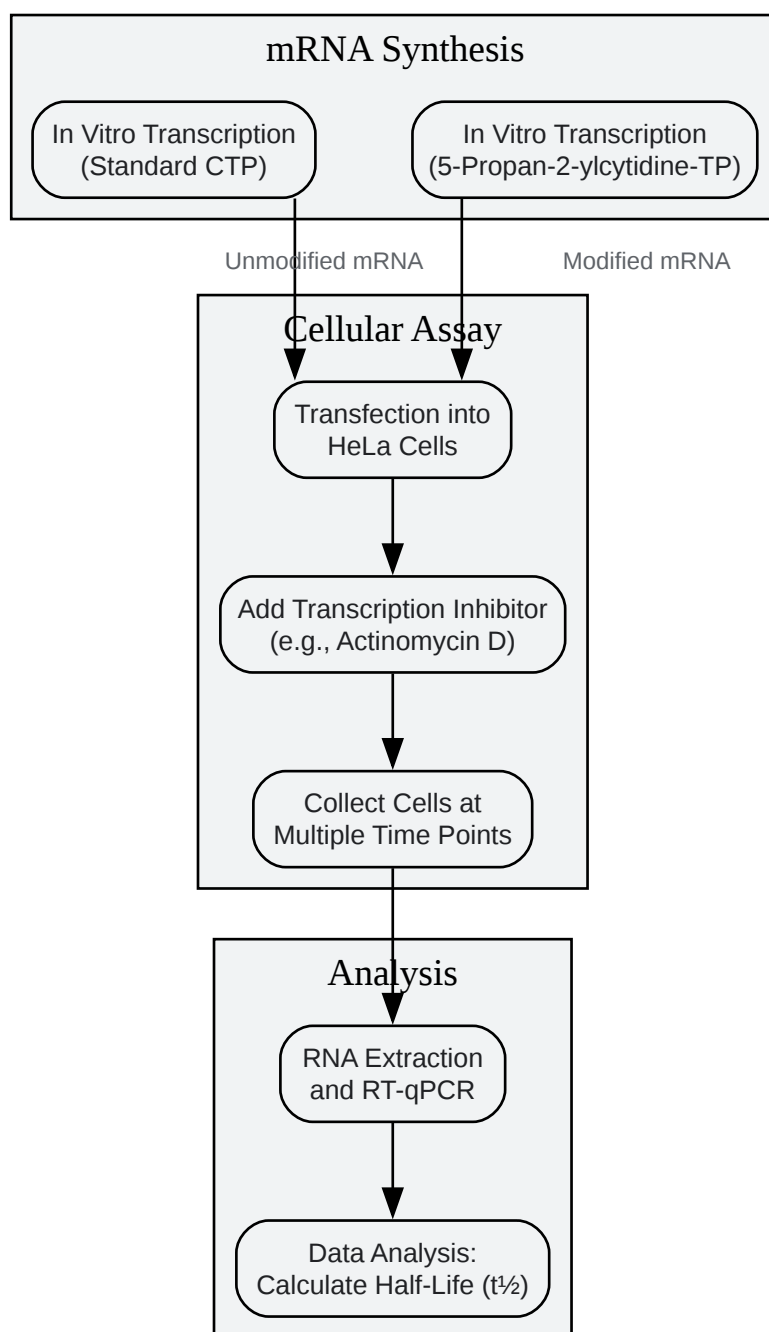 mRNA Synthesis
In Vitro Transcription
(Standard CTP)
In Vitro Transcription
(5-Propan-2-ylcytidine-TP)
Unmodified mRNA
Modified mRNA
Cellular Assay
Transfection into
HeLa Cells
Add Transcription Inhibitor
(e.g., Actinomycin D)
Collect Cells at
Multiple Time Points
Analysis
RNA Extraction
and RT-qPCR
Data Analysis:
Calculate Half-Life (t½)